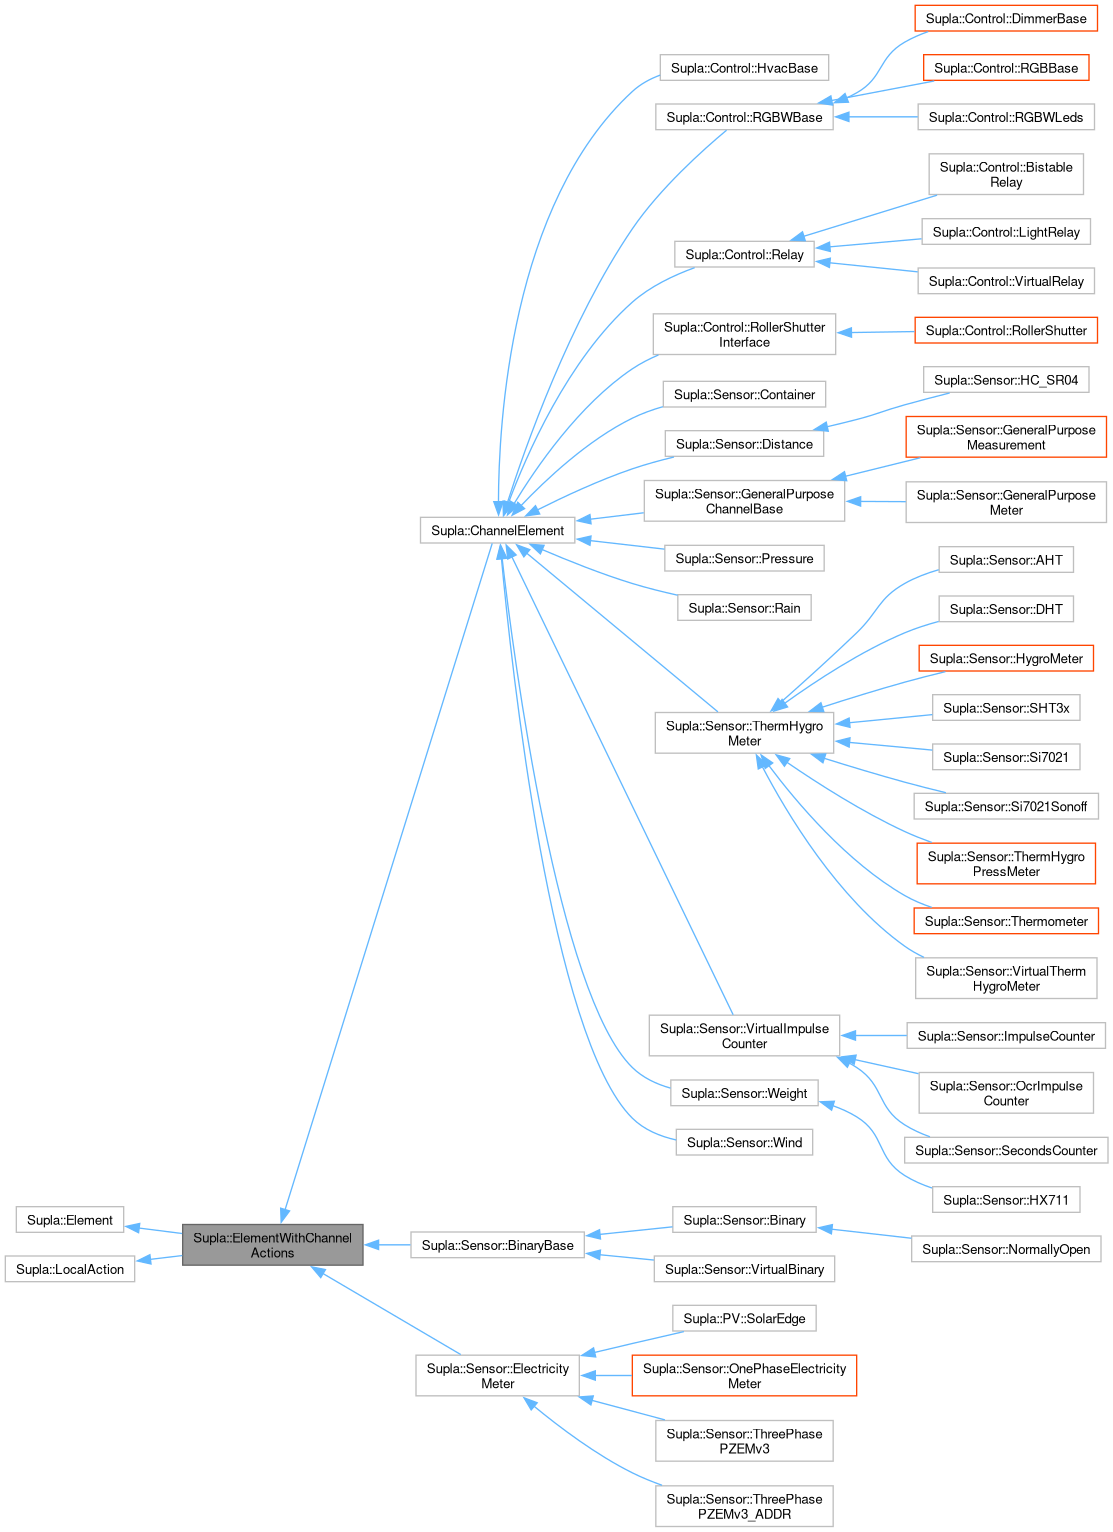 Supla::Control::DimmerBase
Supla::Control::HvacBase
Supla::Control::RGBBase
Supla::Control::RGBWBase
Supla::Control::RGBWLeds
Supla::Control::Bistable
Relay
Supla::Control::LightRelay
Supla::Control::Relay
Supla::Control::VirtualRelay
Supla::Control::RollerShutter
Interface
Supla::Control::RollerShutter
Supla::Sensor::HC_SR04
Supla::Sensor::Container
Supla::Sensor::Distance
Supla::Sensor::GeneralPurpose
Measurement
Supla::Sensor::GeneralPurpose
ChannelBase
Supla::Sensor::GeneralPurpose
Meter
Supla::ChannelElement
Supla::Sensor::Pressure
Supla::Sensor::AHT
Supla::Sensor::Rain
Supla::Sensor::DHT
Supla::Sensor::HygroMeter
Supla::Sensor::SHT3x
Supla::Sensor::ThermHygro
Meter
Supla::Sensor::Si7021
Supla::Sensor::Si7021Sonoff
Supla::Sensor::ThermHygro
PressMeter
Supla::Sensor::Thermometer
Supla::Sensor::VirtualTherm
HygroMeter
Supla::Sensor::VirtualImpulse
Counter
Supla::Sensor::ImpulseCounter
Supla::Sensor::OcrImpulse
Counter
Supla::Sensor::Weight
Supla::Sensor::Wind
Supla::Sensor::SecondsCounter
Supla::Sensor::HX711
Supla::Element
Supla::LocalAction
Supla::ElementWithChannel
Actions
Supla::Sensor::BinaryBase
Supla::Sensor::Binary
Supla::Sensor::NormallyOpen
Supla::Sensor::VirtualBinary
Supla::PV::SolarEdge
Supla::Sensor::Electricity
Meter
Supla::Sensor::OnePhaseElectricity
Meter
Supla::Sensor::ThreePhase
PZEMv3
Supla::Sensor::ThreePhase
PZEMv3_ADDR